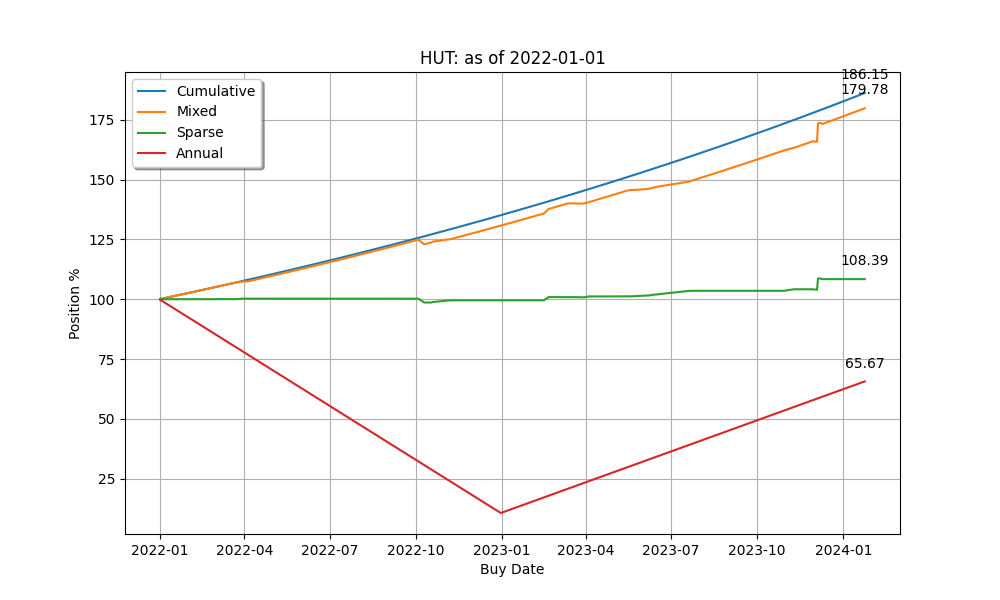 HUT: as of 2022-01-01
186.15
179.78
108.39
65.67
Cumulative
Mixed
Sparse
Annual
Position %
175
150
125
100
75
50
25
2022-01 2022-04 2022-07 2022-10 2023-01 2023-04 2023-07 2023-10 2024-01
Buy Date